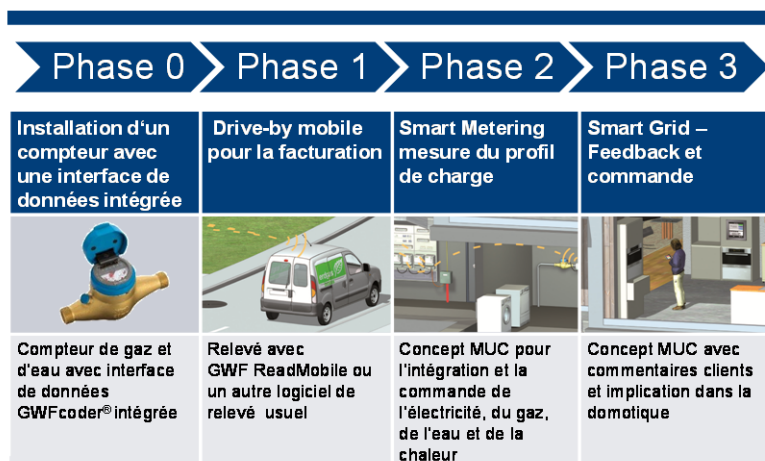 Phase 0
Phase 1
Phase 2
Phase 3
Installation d‘un
compteur avec
une interface de
données intégrée
Drive-by mobile
pour la facturation
Smart Metering
mesure du profil
de charge
Smart Grid –
Feedback et
commande
Compteur de gaz et
d'eau avec interface
de données
GWFcoder® intégrée
Relevé avec
GWF ReadMobile ou
un autre logiciel de
relevé usuel
Concept MUC pour
l'intégration et la
commande de
l'électricité, du gaz,
de l'eau et de la
chaleur
Concept MUC avec
commentaires clients
et implication dans la
domotique